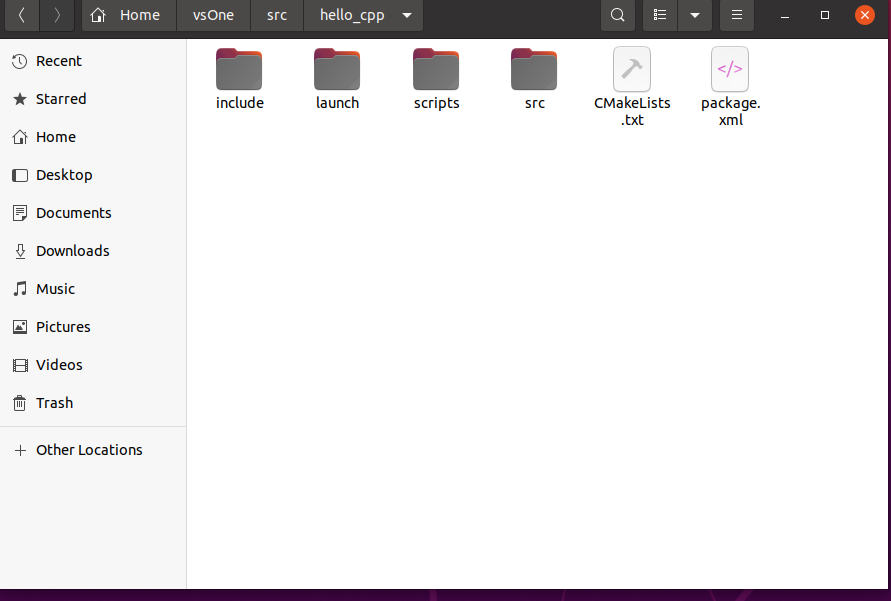 Home vsOne src hello_cpp
Recent
Starred
Home
Desktop
Documents
Downloads
Music
Pictures
Videos
Trash
Other Locations
include launch scripts src CMakeLists package.
.txt xml